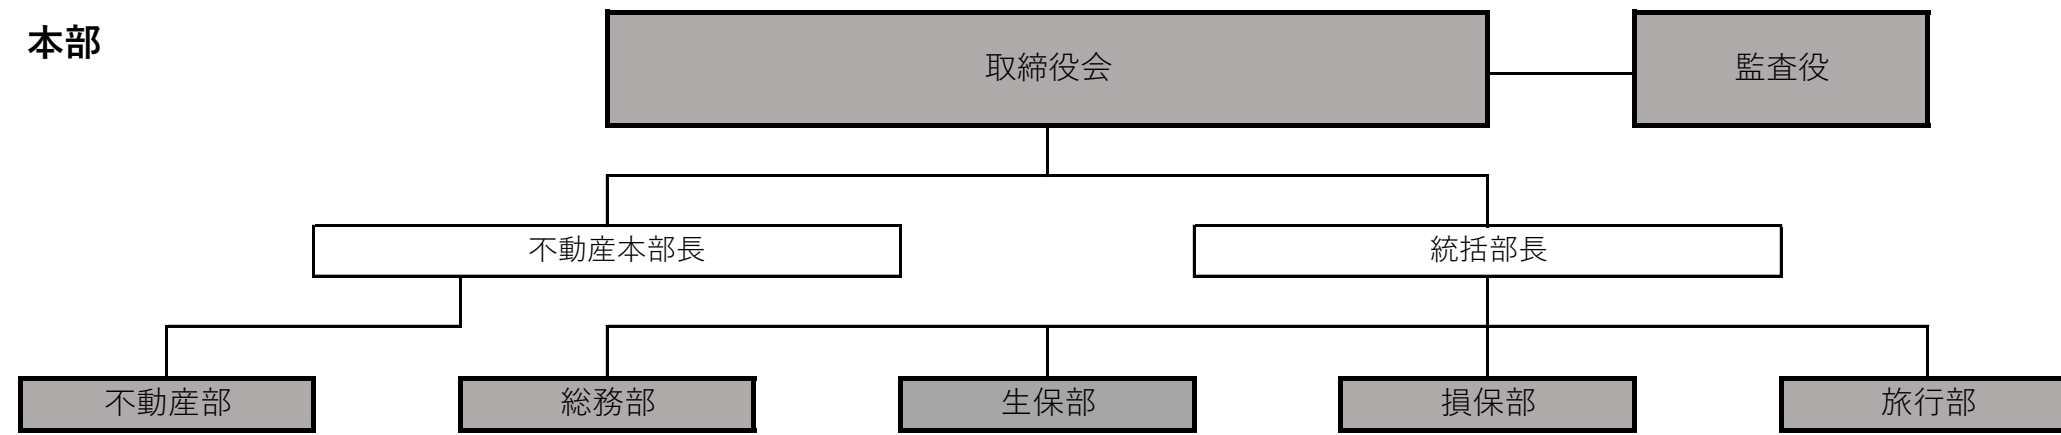 本部
取締役会
監査役
不動産本部長
統括部長
不動産部
総務部
生保部
損保部
旅行部